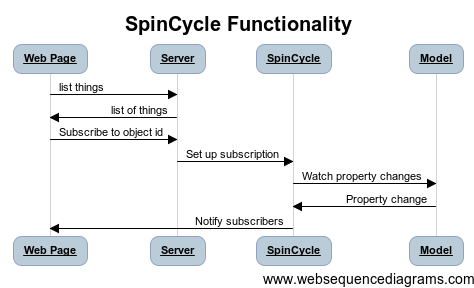 SpinCycle Functionality
Web Page Server SpinCycle Model
list things
list of things
Subscribe to object id
Set up subscription
Watch property changes
Property change
Notify subscribers
Web Page Server SpinCycle Model
www.websequencediagrams.com